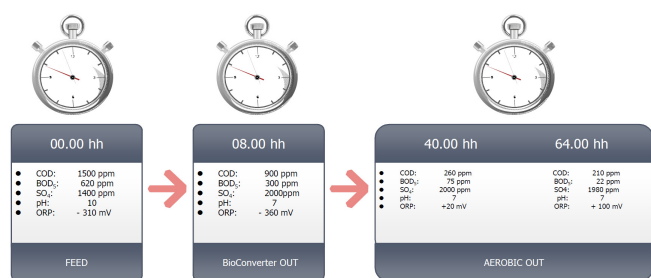 00.00 hh
COD: 1500 ppm
BOD₅: 620 ppm
SO₄: 1400 ppm
pH: 10
ORP: - 310 mV
FEED
08.00 hh
COD: 900 ppm
BOD₅: 300 ppm
SO₄: 2000ppm
pH: 7
ORP: - 360 mV
BioConverter OUT
40.00 hh 64.00 hh
COD: 260 ppm COD: 210 ppm
BOD₅: 75 ppm BOD₅: 22 ppm
SO₄: 2000 ppm SO4: 1980 ppm
pH: 7 pH: 7
ORP: +20 mV ORP: + 100 mV
AEROBIC OUT